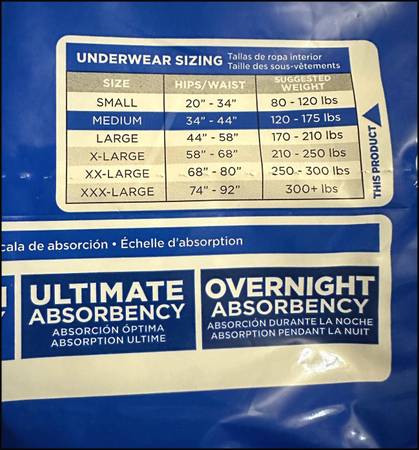 UNDERWEAR SIZING Tallas de ropa interior
Taille des sous-vêtements
SIZE HIPS/WAIST SUGGESTED WEIGHT
SMALL 20" - 34" 80 - 120 lbs
MEDIUM 34" - 44" 120 - 175 lbs
LARGE 44" - 58" 170 - 210 lbs
X-LARGE 58" - 68" 210 - 250 lbs
XX-LARGE 68" - 80" 250 - 300 lbs
XXX-LARGE 74" - 92" 300+ lbs
THIS PRODUCT
cala de absorción • Échelle d'absorption
ULTIMATE
ABSORBENCY
ABSORCIÓN ÓPTIMA
ABSORPTION ULTIME
OVERNIGHT
ABSORBENCY
ABSORCIÓN DURANTE LA NOCHE
ABSORPTION PENDANT LA NUIT